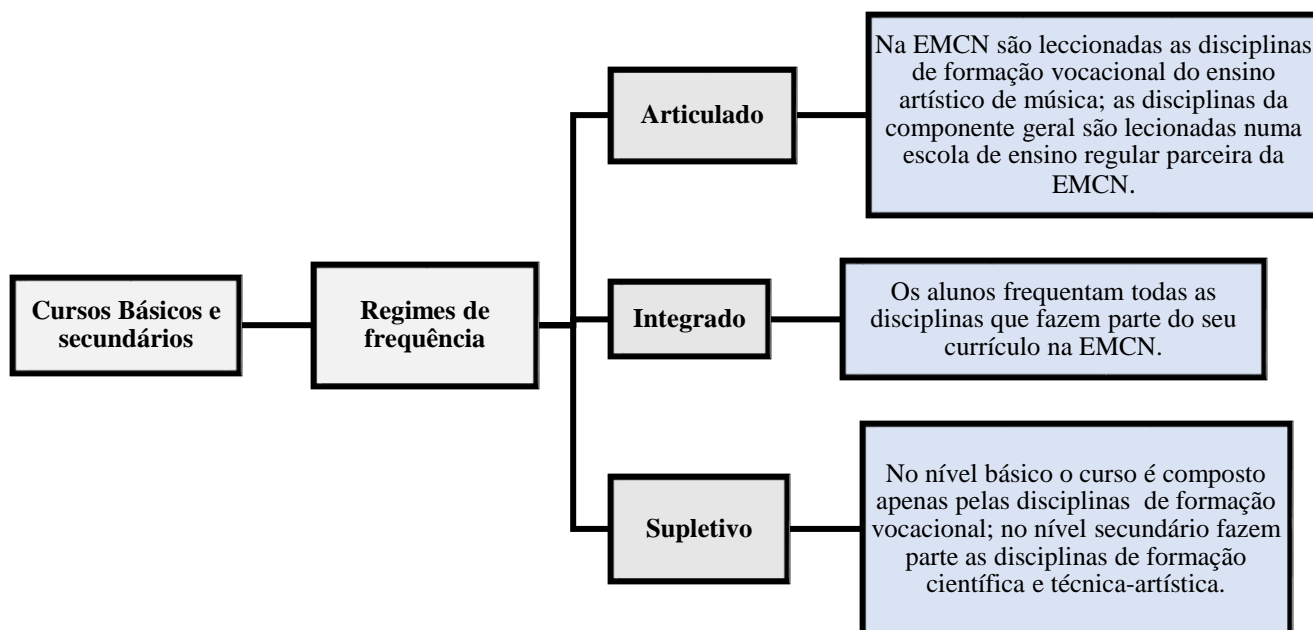 Cursos Básicos e
secundários
Regimes de
frequência
Articulado
Na EMCN são leccionadas as disciplinas
de formação vocacional do ensino
artístico de música; as disciplinas da
componente geral são lecionadas numa
escola de ensino regular parceira da
EMCN.
Integrado
Os alunos frequentam todas as
disciplinas que fazem parte do seu
currículo na EMCN.
Supletivo
No nível básico o curso é composto
apenas pelas disciplinas de formação
vocacional; no nível secundário fazem
parte as disciplinas de formação
científica e técnica-artística.